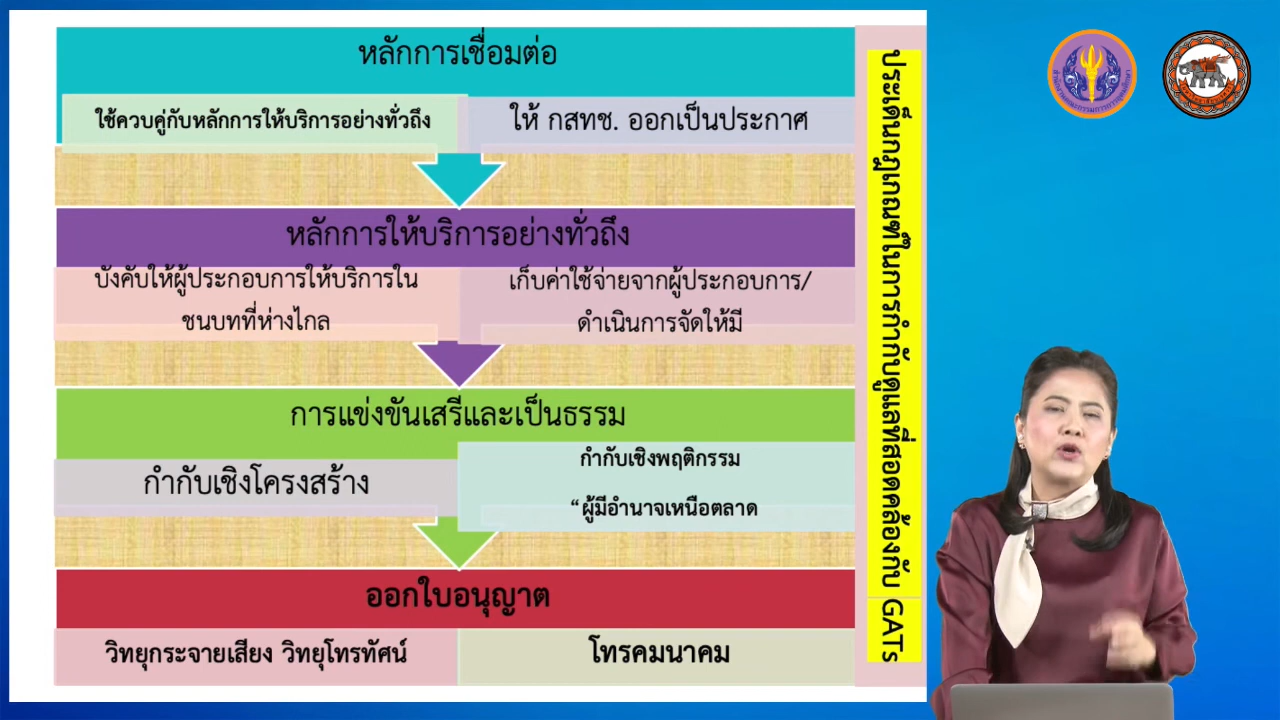 หลักการเชื่อมต่อ
ใช้ควบคู่กับหลักการให้บริการอย่างทั่วถึง
ให้ กสทช. ออกเป็นประกาศ
หลักการให้บริการอย่างทั่วถึง
บังคับให้ผู้ประกอบการให้บริการใน
ชนบทที่ห่างไกล
เก็บค่าใช้จ่ายจากผู้ประกอบการ/
ดำเนินการจัดให้มี
การแข่งขันเสรีและเป็นธรรม
กำกับเชิงโครงสร้าง
กำกับเชิงพฤติกรรม
“ผู้มีอำนาจเหนือตลาด
ออกใบอนุญาต
วิทยุกระจายเสียง วิทยุโทรทัศน์
โทรคมนาคม
ประเด็นกฎเกณฑ์ในการกำกับดูแลที่สอดคล้องกับ GATs